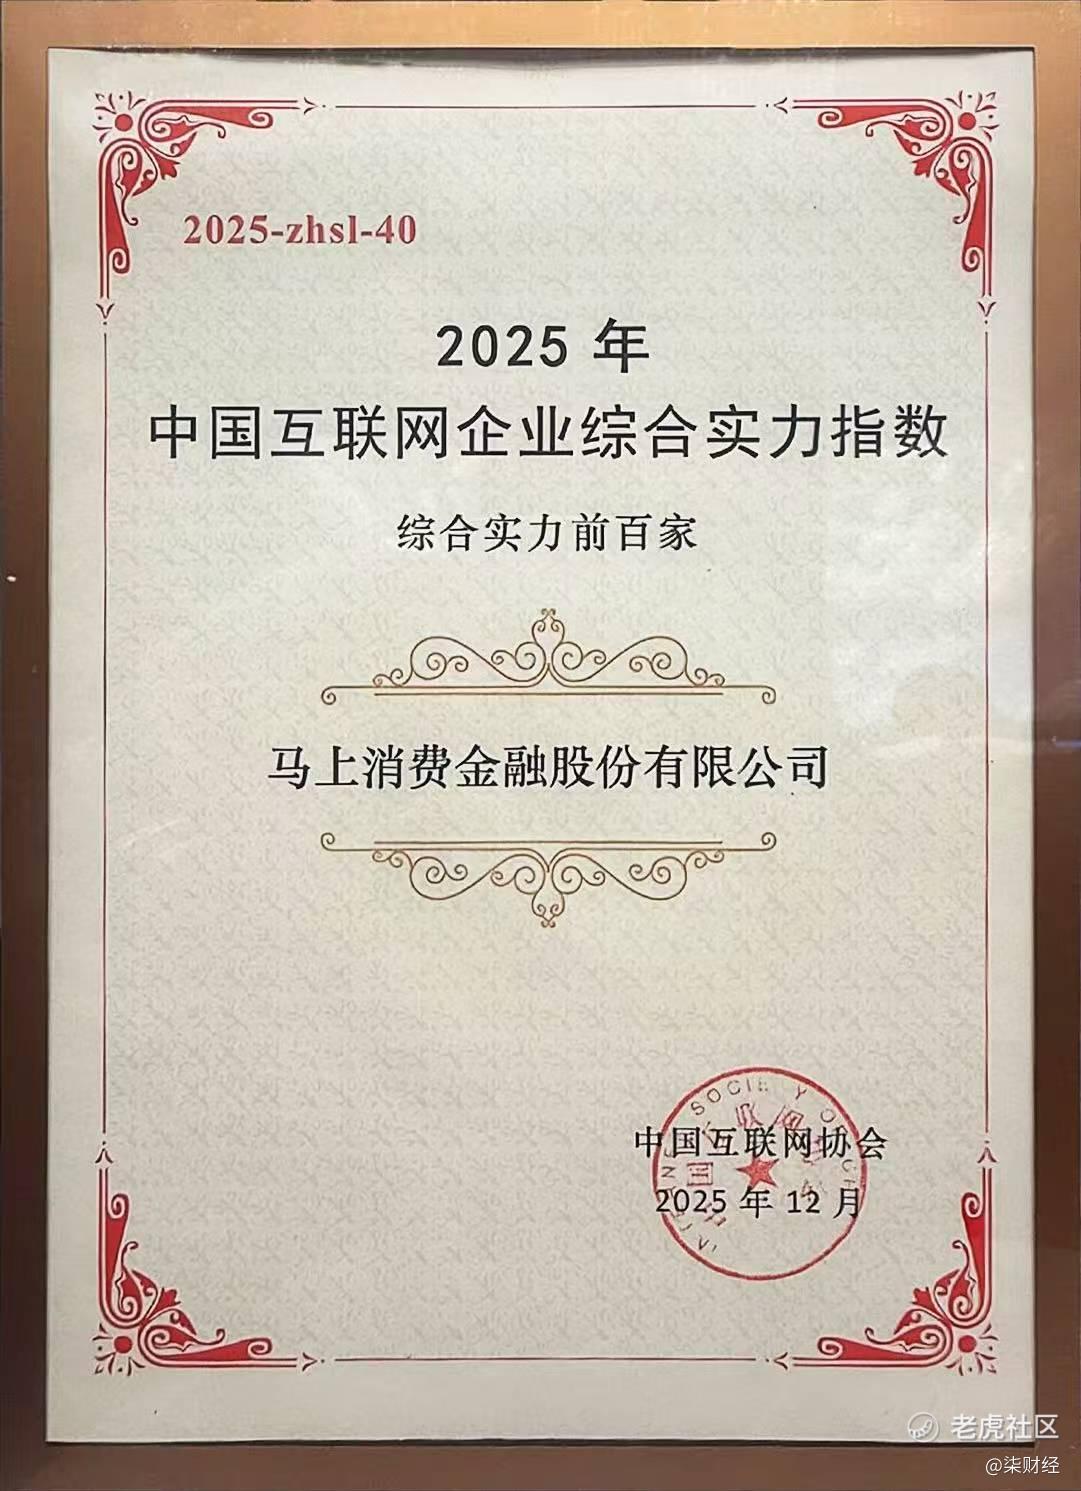 2025-zhsl-40
2025 年
中国互联网企业综合实力指数
综合实力前百家
马上消费金融股份有限公司
SOCIETY OF
中国互联网协会
2025 年 12 月
老虎社区
@柒财经